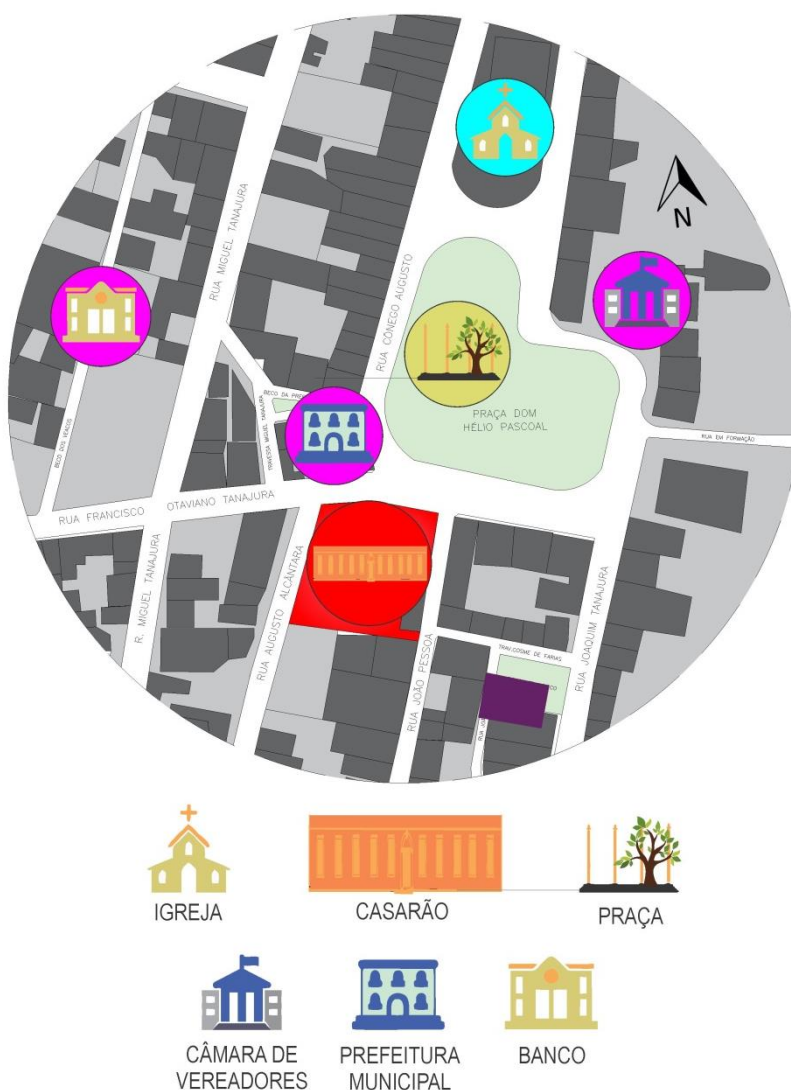 RUA MIGUEL TANAJURA
RUA CÔNEGO AUGUSTO
N
BECO DOS VEADOS
BECO DA
TRAVESSA MIGUEL TANAJURA
PRAÇA DOM
HÉLIO PASCOAL
RUA EM FORMAÇÃO
RUA FRANCISCO OTAVIANO TANAJURA
R. MIGUEL TANAJURA
RUA AUGUSTO ALCÂNTARA
RUA JOÃO PESSOA
TRAV.COSME DE FARIAS
RUA JOAQUIM TANAJURA
IGREJA
CASARÃO
PRAÇA
CÂMARA DE
VEREADORES
PREFEITURA
MUNICIPAL
BANCO